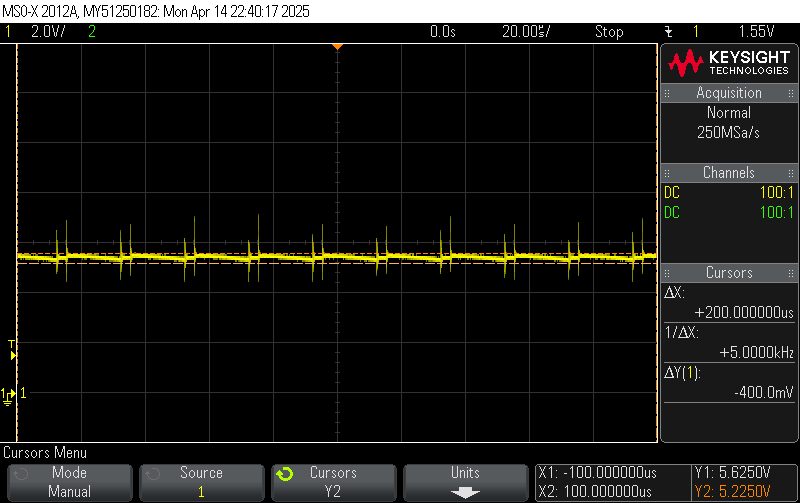 MSO-X 2012A, MY51250182: Mon Apr 14 22:40:17 2025
1 2.0V/ 2 0.0s 20.00us/ Stop 1 1.55V
KEYSIGHT
TECHNOLOGIES
Acquisition
Normal
250MSa/s
Channels
DC 100:1
DC 100:1
Cursors
ΔX:
+200.000000us
1/ΔX:
+5.0000kHz
ΔY(1):
-400.0mV
T
1 1
Cursors Menu
Mode
Manual
Source
1
Cursors
Y2
Units
X1: -100.000000us Y1: 5.6250V
X2: 100.000000us Y2: 5.2250V